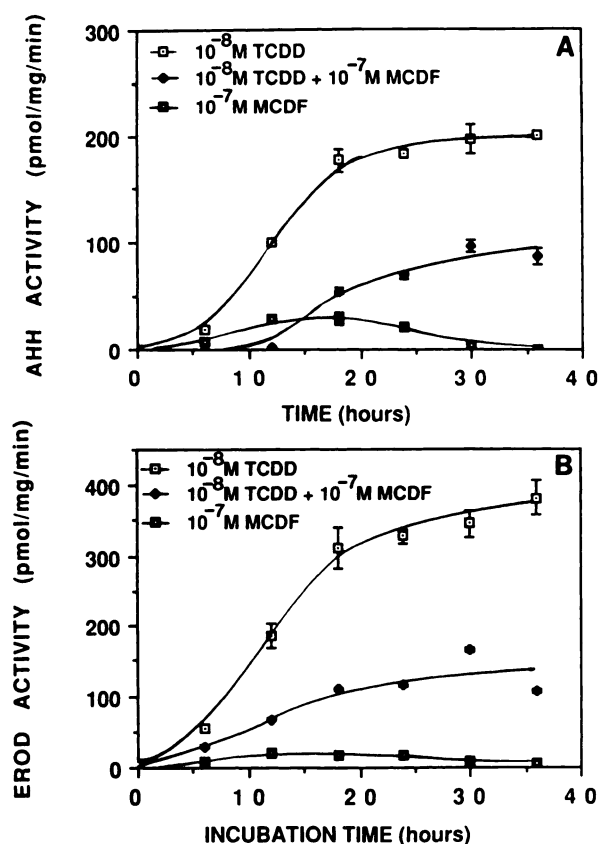 A
300
200
100
0
AHH ACTIVITY (pmol/mg/min)
10⁻⁸M TCDD
10⁻⁸M TCDD + 10⁻⁷M MCDF
10⁻⁷M MCDF
0 10 20 30 40
TIME (hours)
B
400
300
200
100
0
EROD ACTIVITY (pmol/mg/min)
10⁻⁸M TCDD
10⁻⁸M TCDD + 10⁻⁷M MCDF
10⁻⁷M MCDF
0 10 20 30 40
INCUBATION TIME (hours)